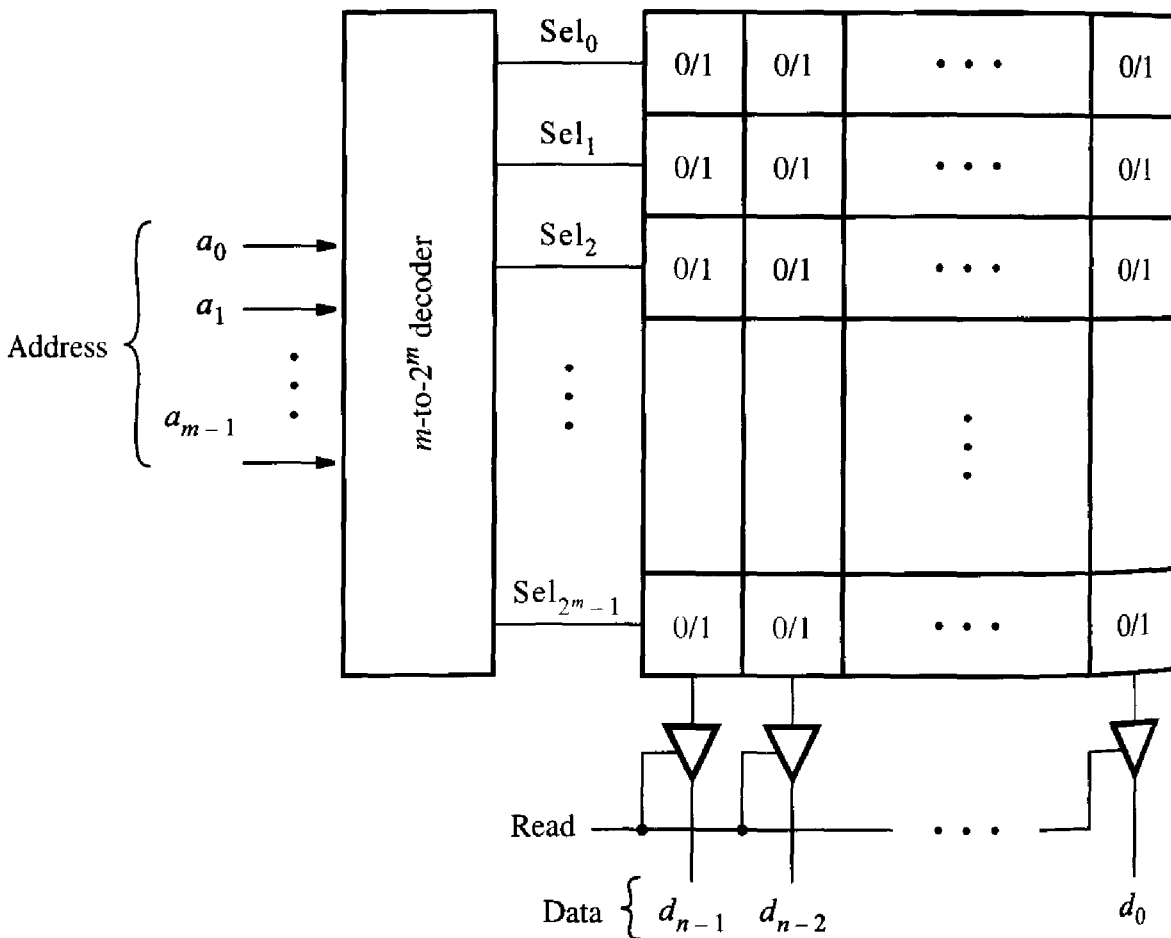 Sel₀
0/1 0/1 • • • 0/1
Sel₁
0/1 0/1 • • • 0/1
Sel₂
0/1 0/1 • • • 0/1
Address
a₀
a₁
aₘ₋₁
m-to-2ᵐ decoder
Sel₂ᵐ₋₁
0/1 0/1 • • • 0/1
Read • • •
Data { dₙ₋₁ dₙ₋₂ d₀